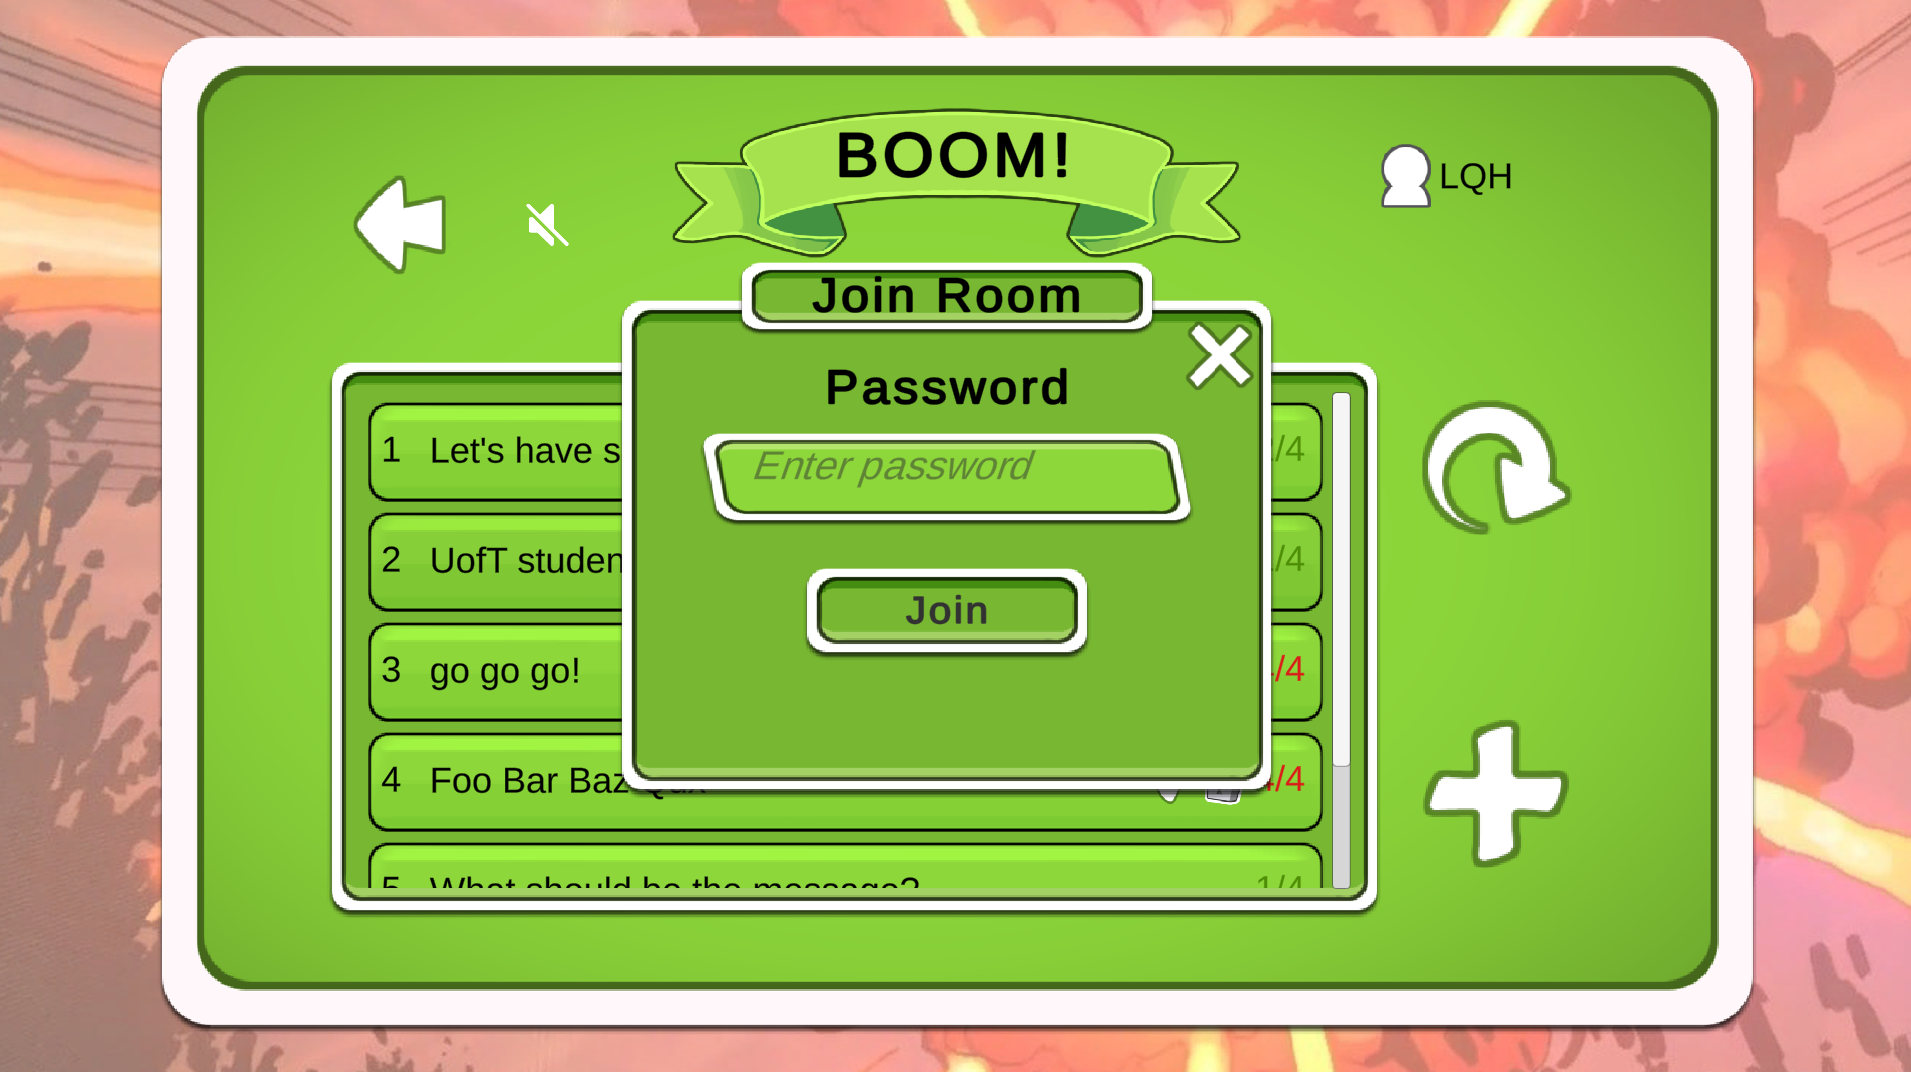 BOOM!
LQH
Join Room
Password
Enter password
Join
1 Let's have /4
2 UofT /4
3 go go go! /4
4 Foo Bar Baz /4
5 What should be the message? 1/4